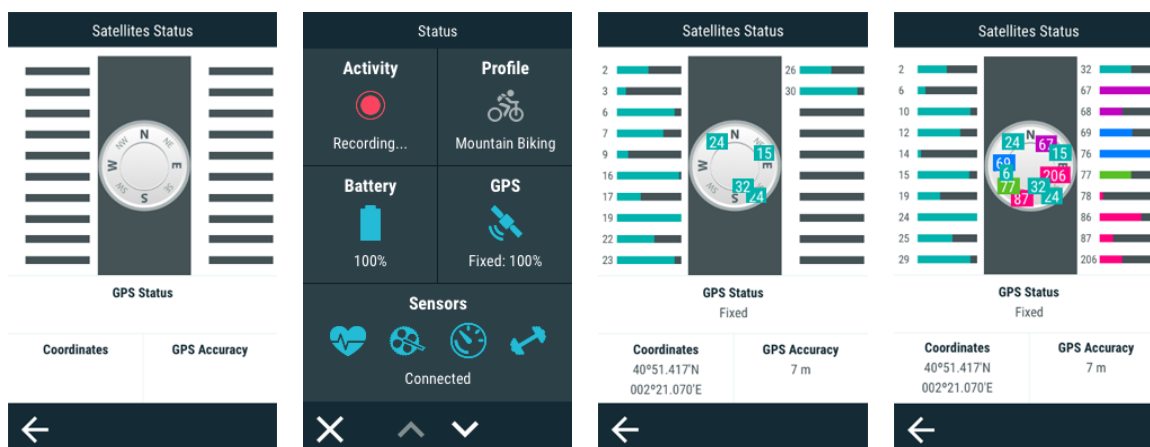 Satellites Status
N
NE
E
SE
S
SW
W
NW
GPS Status
Coordinates GPS Accuracy
Status
Activity Profile
Recording... Mountain Biking
Battery GPS
100% Fixed: 100%
Sensors
Connected
Satellites Status
2 26
3 30
6
7
9
16
17
19
22
23
N
24
15
32
24
GPS Status
Fixed
Coordinates GPS Accuracy
40º51.417'N 7 m
002º21.070'E
Satellites Status
2 32
6 67
10 68
12 69
14 76
15 77
19 78
24 86
25 87
29 206
N
24 67
15
69
6 206
77 32
87 24
GPS Status
Fixed
Coordinates GPS Accuracy
40º51.417'N 7 m
002º21.070'E